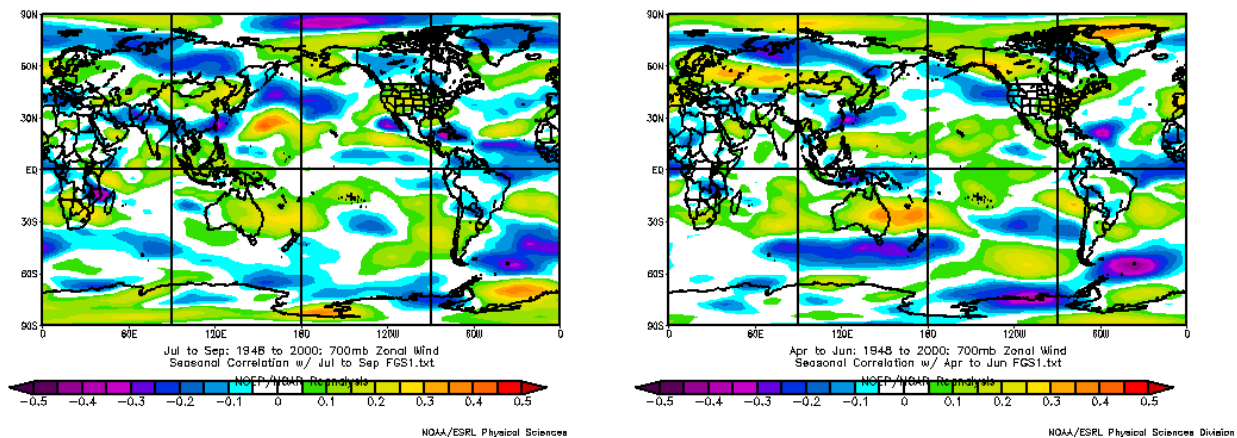 90N
60N
30N
EQ
30S
60S
90S
0 60E 120E 180 120W 60W 0
Jul to Sep: 1948 to 2000: 700mb Zonal Wind
Seasonal Correlation w/ Jul to Sep FGS1.txt
NCEP/NCAR Reanalysis
−0.5 −0.4 −0.3 −0.2 −0.1 0 0.1 0.2 0.3 0.4 0.5
NOAA/ESRL Physical Sciences
90N
60N
30N
EQ
30S
60S
90S
0 60E 120E 180 120W 60W 0
Apr to Jun: 1948 to 2000: 700mb Zonal Wind
Seasonal Correlation w/ Apr to Jun FGS1.txt
NCEP/NCAR Reanalysis
−0.5 −0.4 −0.3 −0.2 −0.1 0 0.1 0.2 0.3 0.4 0.5
NOAA/ESRL Physical Sciences Division